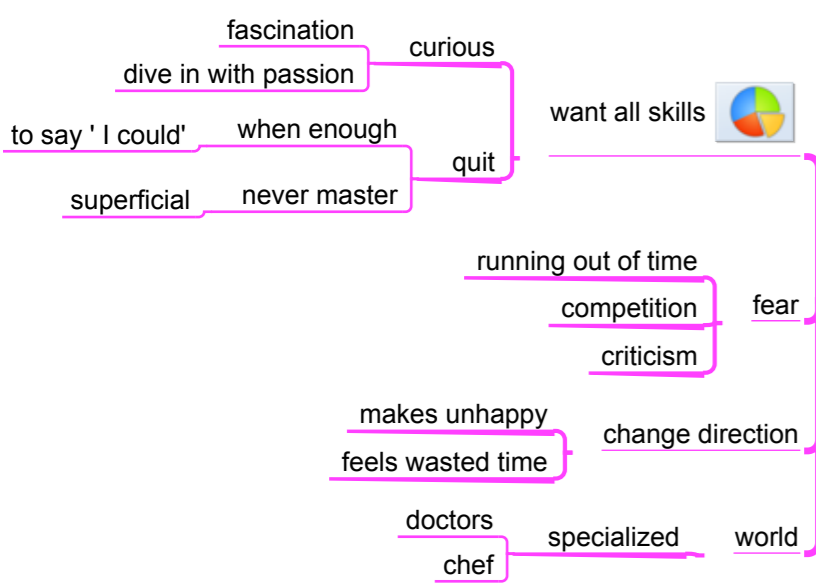 fascination
curious
dive in with passion
want all skills
to say ' I could'
when enough
quit
superficial
never master
running out of time
competition
fear
criticism
makes unhappy
change direction
feels wasted time
doctors
specialized
world
chef